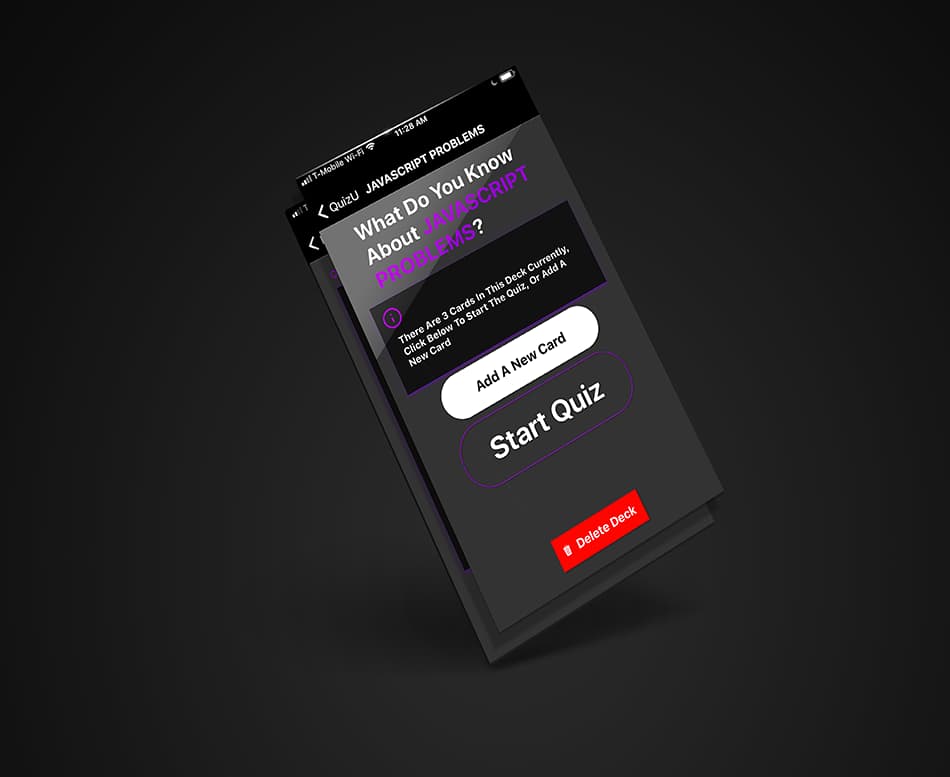 T-Mobile Wi-Fi 11:28 AM
QuizU JAVASCRIPT PROBLEMS
What Do You Know
About JAVASCRIPT
PROBLEMS?
There Are 3 Cards In This Deck Currently,
Click Below To Start The Quiz, Or Add A
New Card
Add A New Card
Start Quiz
Delete Deck
T